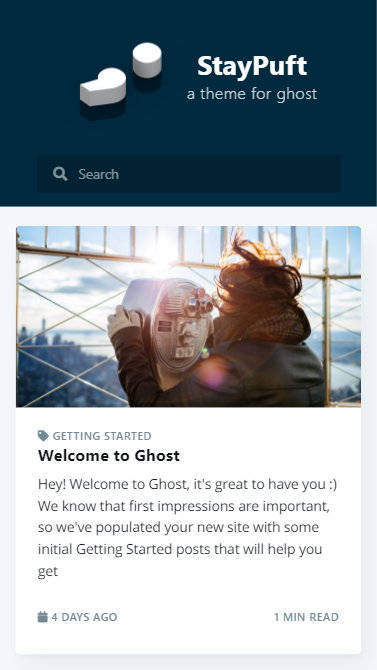 StayPuft
a theme for ghost
Search
GETTING STARTED
Welcome to Ghost
Hey! Welcome to Ghost, it's great to have you :)
We know that first impressions are important,
so we've populated your new site with some
initial Getting Started posts that will help you
get
4 DAYS AGO 1 MIN READ